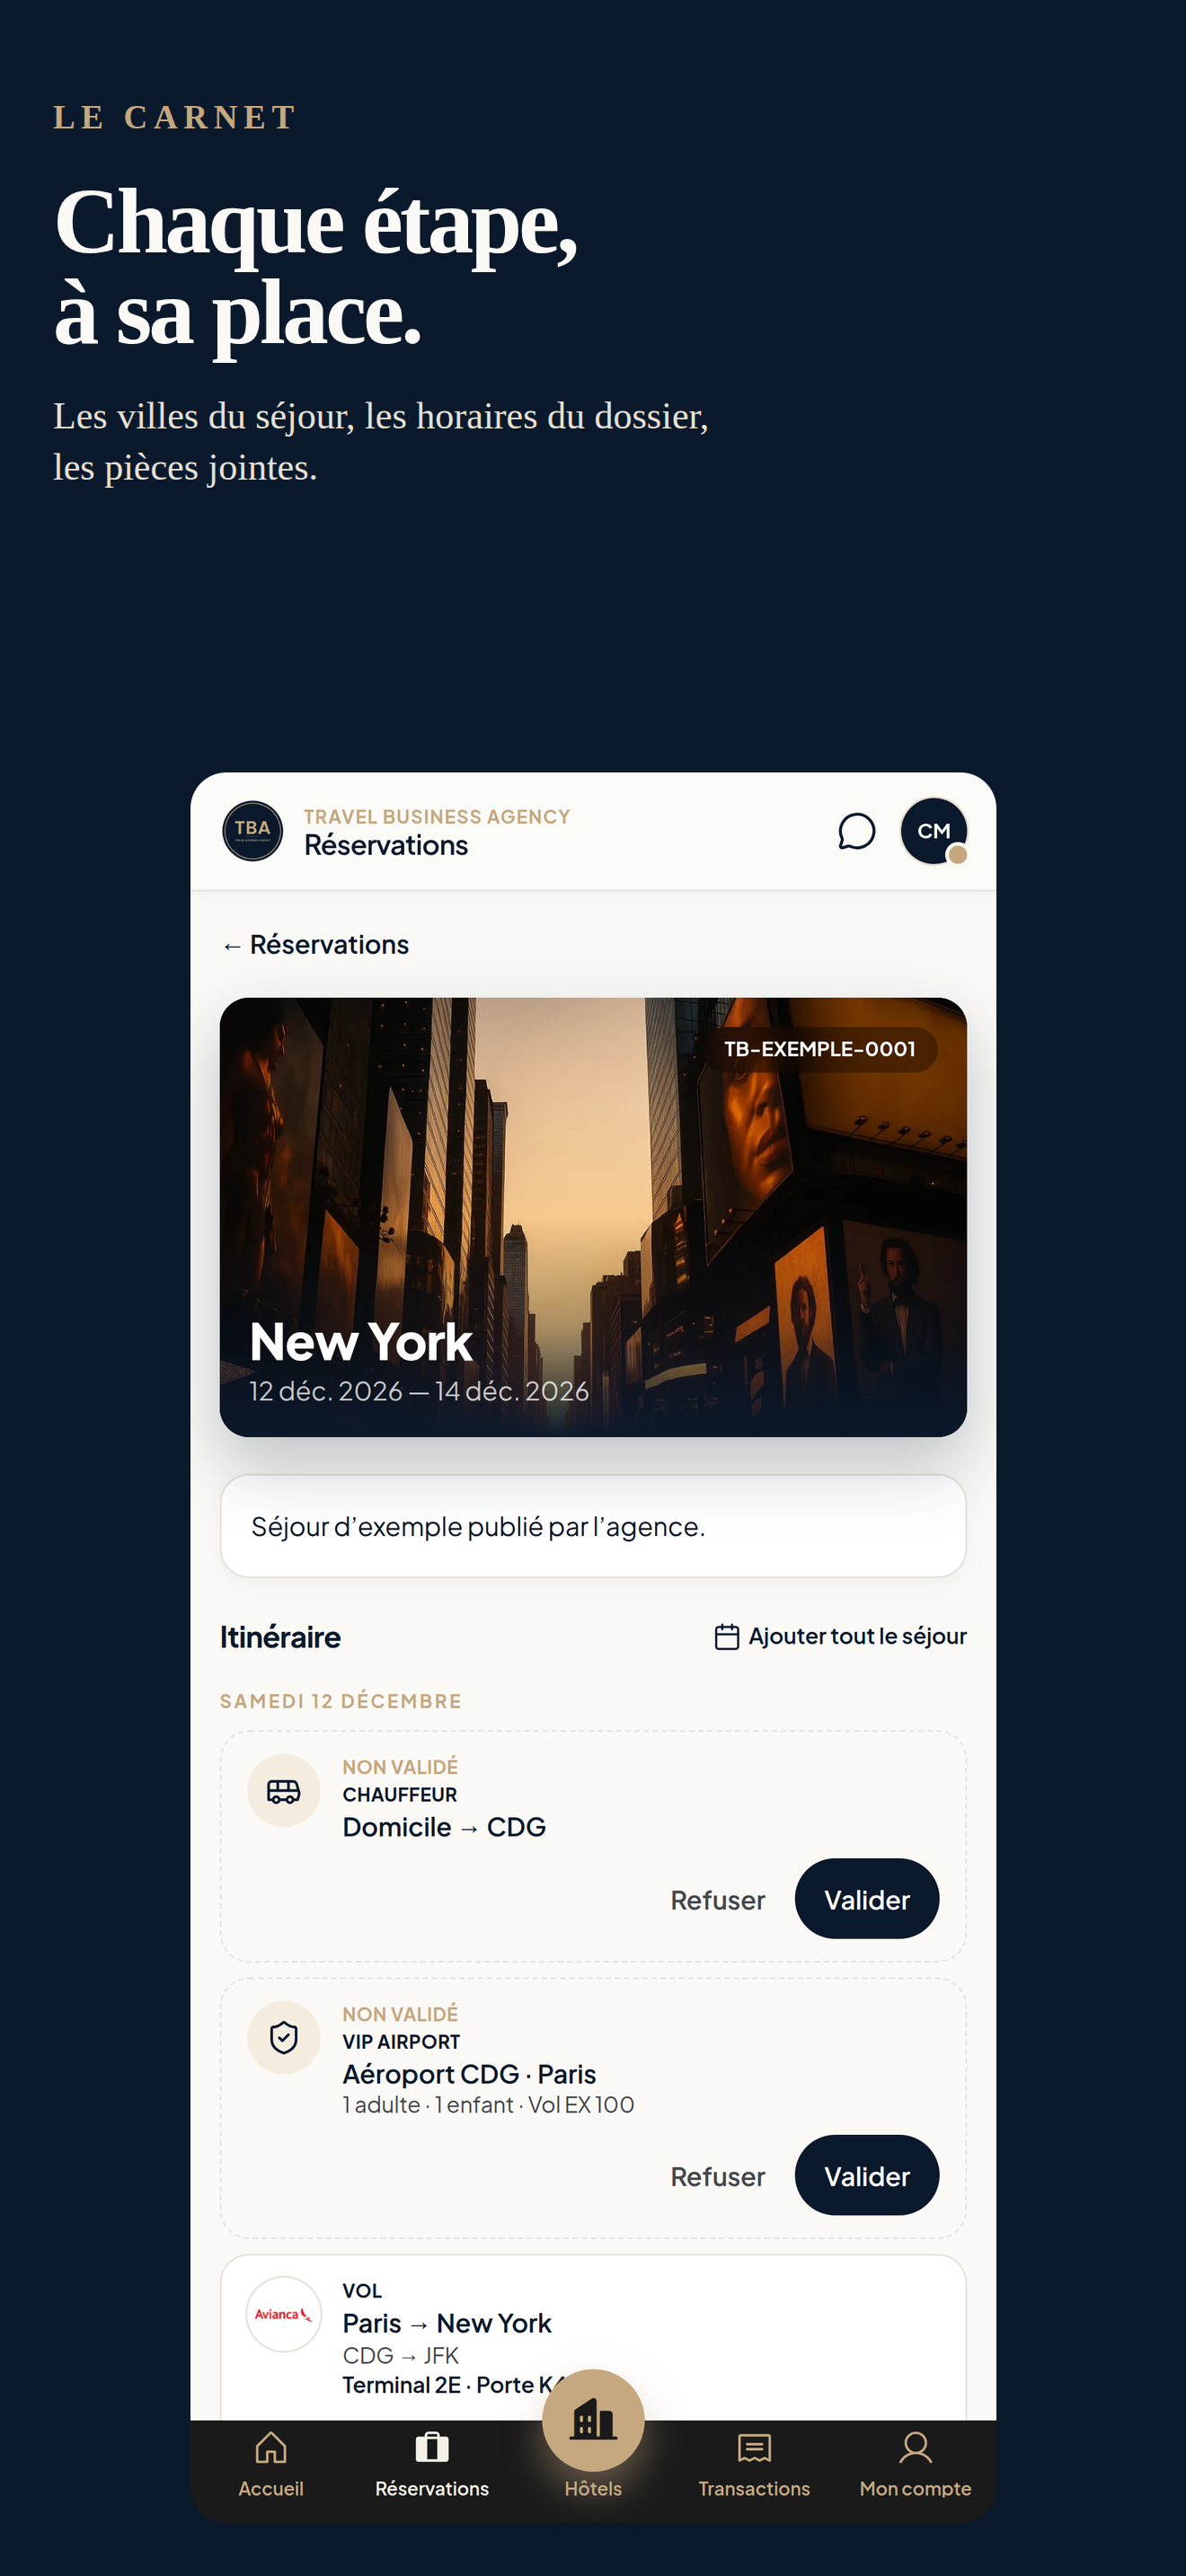 LE CARNET
Chaque étape,
à sa place.
Les villes du séjour, les horaires du dossier,
les pièces jointes.
TBA
TRAVEL BUSINESS AGENCY
Réservations
CM
← Réservations
TB-EXEMPLE-0001
New York
12 déc. 2026 — 14 déc. 2026
Séjour d’exemple publié par l’agence.
Itinéraire
Ajouter tout le séjour
SAMEDI 12 DÉCEMBRE
NON VALIDÉ
CHAUFFEUR
Domicile → CDG
Refuser
Valider
NON VALIDÉ
VIP AIRPORT
Aéroport CDG · Paris
1 adulte · 1 enfant · Vol EX 100
Refuser
Valider
Avianca
VOL
Paris → New York
CDG → JFK
Terminal 2E · Porte
Accueil
Réservations
Hôtels
Transactions
Mon compte